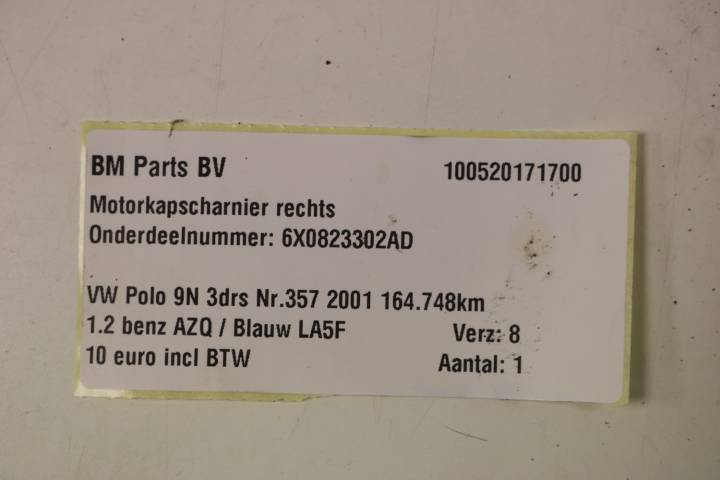 BM Parts BV 100520171700
Motorkapscharnier rechts
Onderdeelnummer: 6X0823302AD
VW Polo 9N 3drs Nr.357 2001 164.748km
1.2 benz AZQ / Blauw LA5F Verz: 8
10 euro incl BTW Aantal: 1